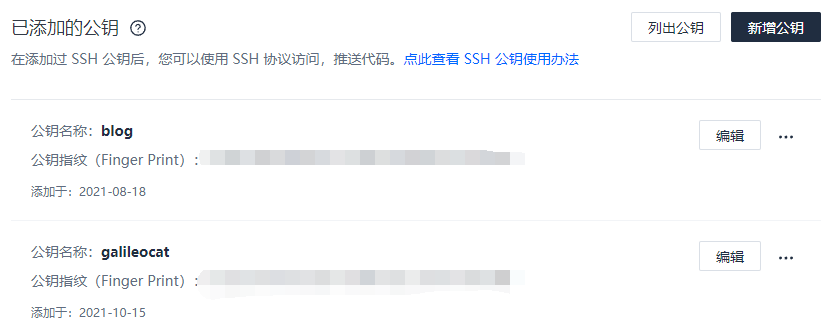 已添加的公钥 ?
列出公钥
新增公钥
在添加过 SSH 公钥后，您可以使用 SSH 协议访问，推送代码。点此查看 SSH 公钥使用办法
公钥名称：blog
编辑 ...
公钥指纹（Finger Print）:
添加于：2021-08-18
公钥名称：galileocat
编辑 ...
公钥指纹（Finger Print）:
添加于：2021-10-15